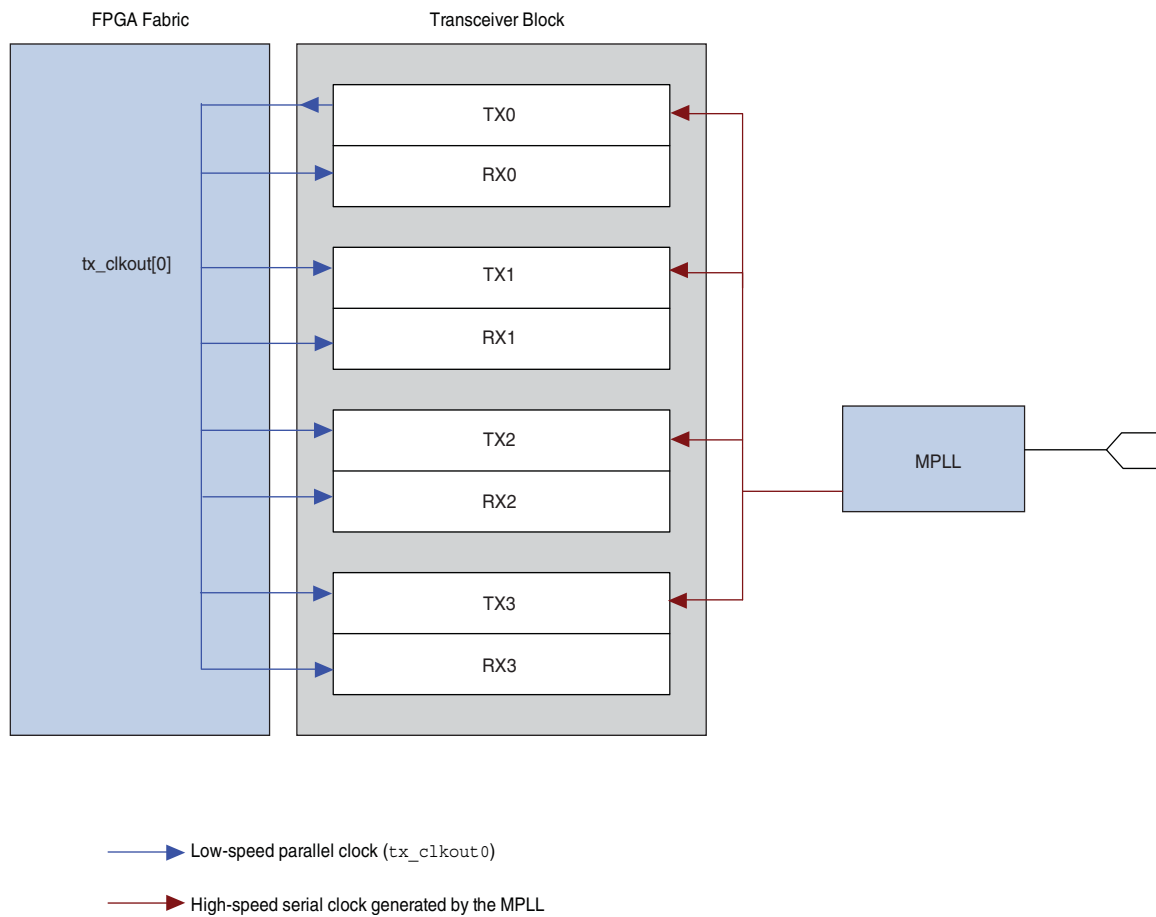 FPGA Fabric
Transceiver Block
TX0
RX0
tx_clkout[0]
TX1
RX1
TX2
RX2
MPLL
TX3
RX3
Low-speed parallel clock (tx_clkout0)
High-speed serial clock generated by the MPLL